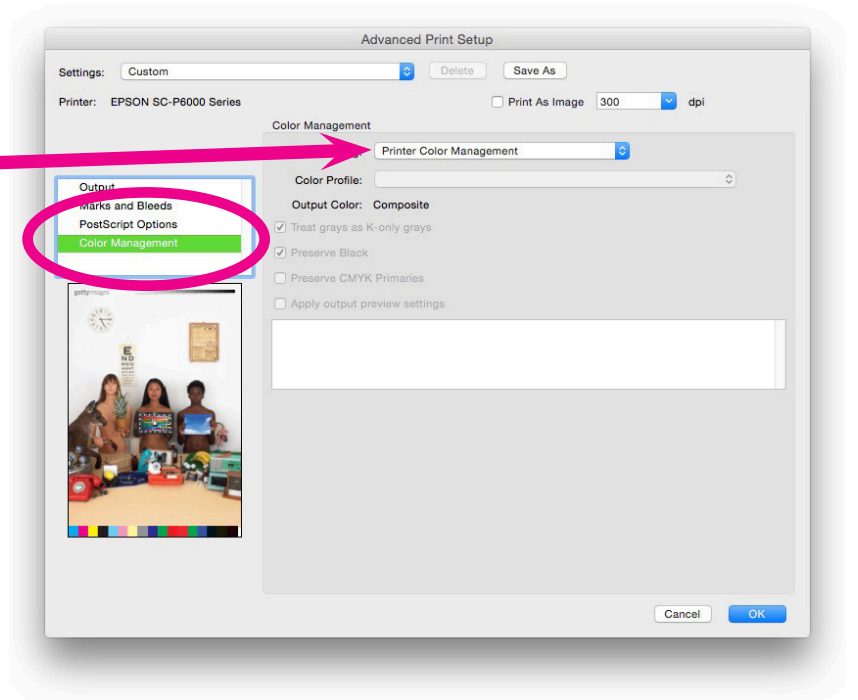 Advanced Print Setup
Settings: Custom Delete Save As
Printer: EPSON SC-P6000 Series Print As Image 300 dpi
Color Management
Printer Color Management
Output
Color Profile:
Marks and Bleeds
Output Color: Composite
PostScript Options
Treat grays as K-only grays
Color Management
Preserve Black
Preserve CMYK Primaries
gettyimages
Apply output preview settings
E
N D
Cancel OK